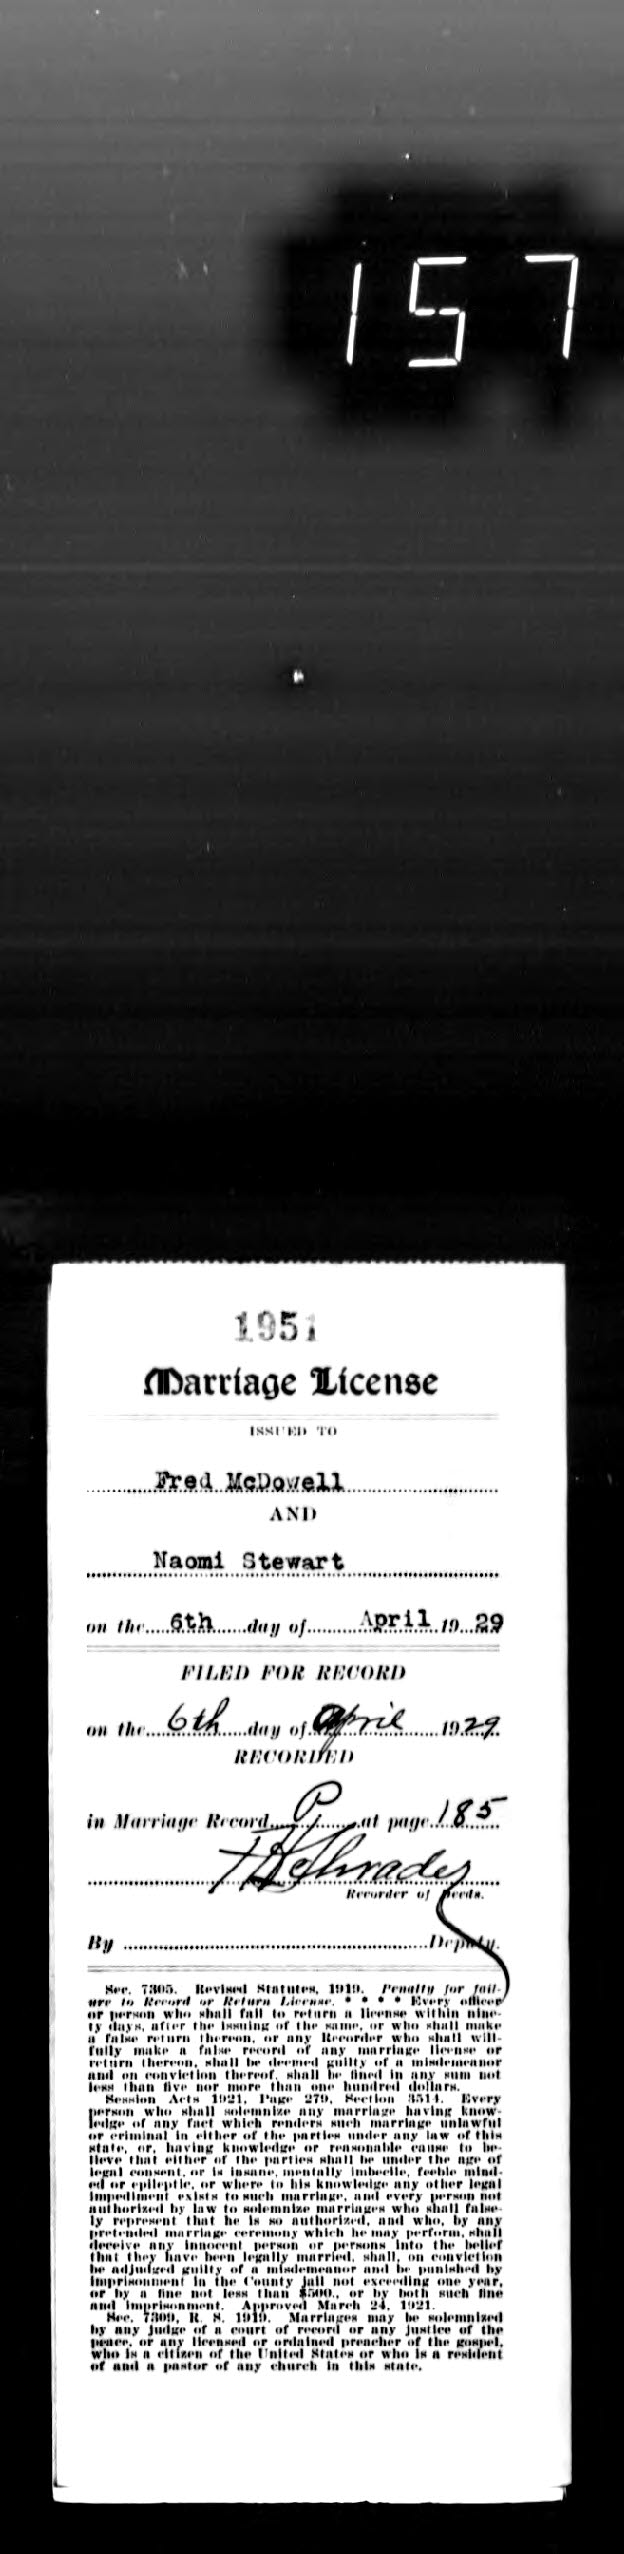 157
1951
Marriage License
ISSUED TO
Fred McDowell
AND
Naomi Stewart
on the 6th day of April 19 29
FILED FOR RECORD
on the 6th day of April 1929
RECORDED
in Marriage Record P at page 185
Schrader
Recorder of Deeds.
By Deputy.
Sec. 7305. Revised Statutes, 1919. Penalty for fail-
ure to Record or Return License. * * * * Every officer
or person who shall fail to return a license within nine-
ty days, after the issuing of the same, or who shall make
a false return thereon, or any Recorder who shall will-
fully make a false record of any marriage license or
return thereon, shall be deemed guilty of a misdemeanor
and on conviction thereof, shall be fined in any sum not
less than five nor more than one hundred dollars.
Session Acts 1921, Page 279, Section 3514. Every
person who shall solemnize any marriage having know-
ledge of any fact which renders such marriage unlawful
or criminal in either of the parties under any law of this
state, or, having knowledge or reasonable cause to be-
lieve that either of the parties shall be under the age of
legal consent, or is insane, mentally imbecile, feeble mind-
ed or epileptic, or where to his knowledge any other legal
impediment exists to such marriage, and every person not
authorized by law to solemnize marriages who shall false-
ly represent that he is so authorized, and who, by any
pretended marriage ceremony which he may perform, shall
deceive any innocent person or persons into the belief
that they have been legally married, shall, on conviction
be adjudged guilty of a misdemeanor and be punished by
imprisonment in the County jail not exceeding one year,
or by a fine not less than $500., or by both such fine
and imprisonment. Approved March 24, 1921.
Sec. 7309, R. S. 1919. Marriages may be solemnized
by any judge of a court of record or any justice of the
peace, or any licensed or ordained preacher of the gospel,
who is a citizen of the United States or who is a resident
of and a pastor of any church in this state.